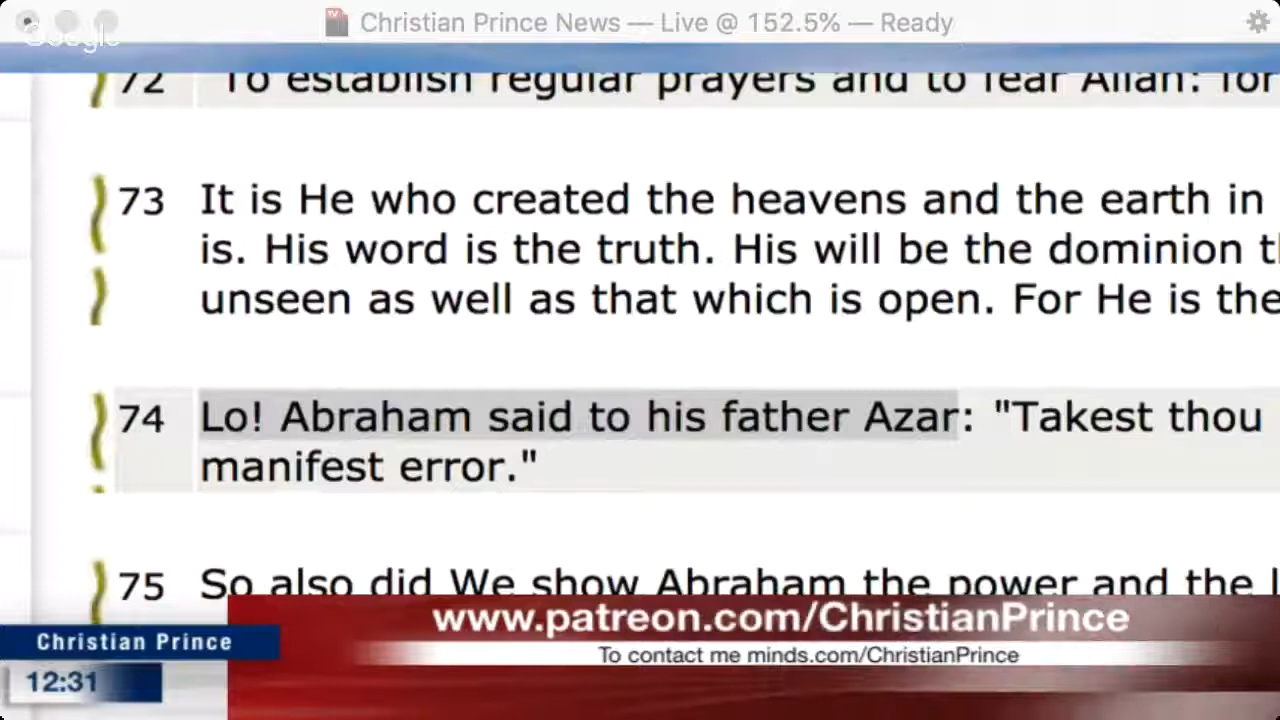 Christian Prince News — Live @ 152.5% — Ready
Google
72 To establish regular prayers and to fear Allah: for
73 It is He who created the heavens and the earth in
is. His word is the truth. His will be the dominion
unseen as well as that which is open. For He is the
74 Lo! Abraham said to his father Azar: "Takest thou
manifest error."
75 So also did We show Abraham the power and the
www.patreon.com/ChristianPrince
Christian Prince
To contact me minds.com/ChristianPrince
12:31